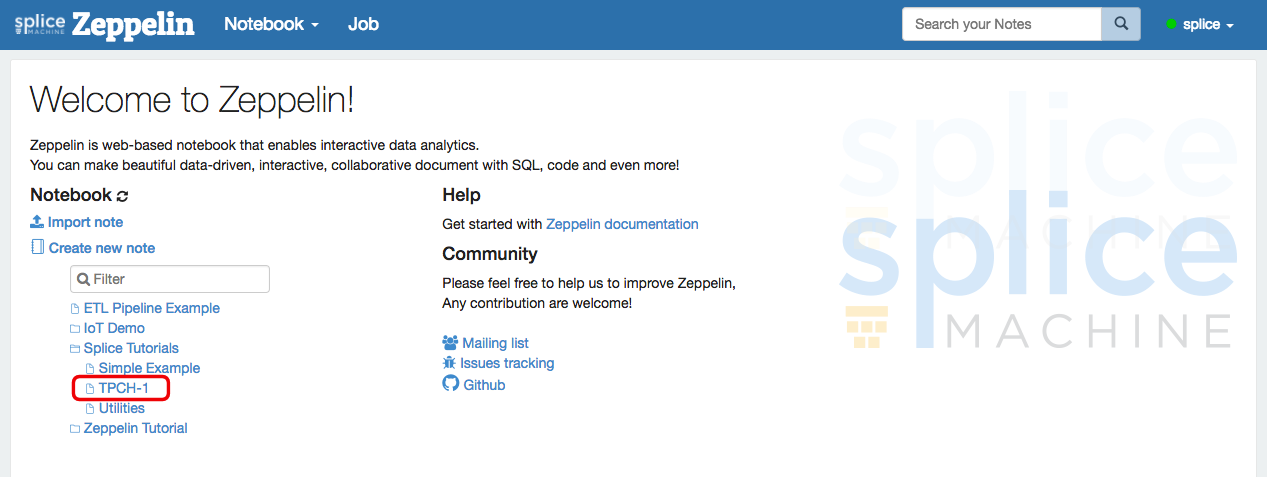 splice MACHINE Zeppelin Notebook Job Search your Notes splice
Welcome to Zeppelin!
Zeppelin is web-based notebook that enables interactive data analytics.
You can make beautiful data-driven, interactive, collaborative document with SQL, code and even more!
Notebook
Import note
Create new note
Filter
ETL Pipeline Example
IoT Demo
Splice Tutorials
Simple Example
TPCH-1
Utilities
Zeppelin Tutorial
Help
Get started with Zeppelin documentation
Community
Please feel free to help us to improve Zeppelin,
Any contribution are welcome!
Mailing list
Issues tracking
Github
splice
MACHINE
splice
MACHINE